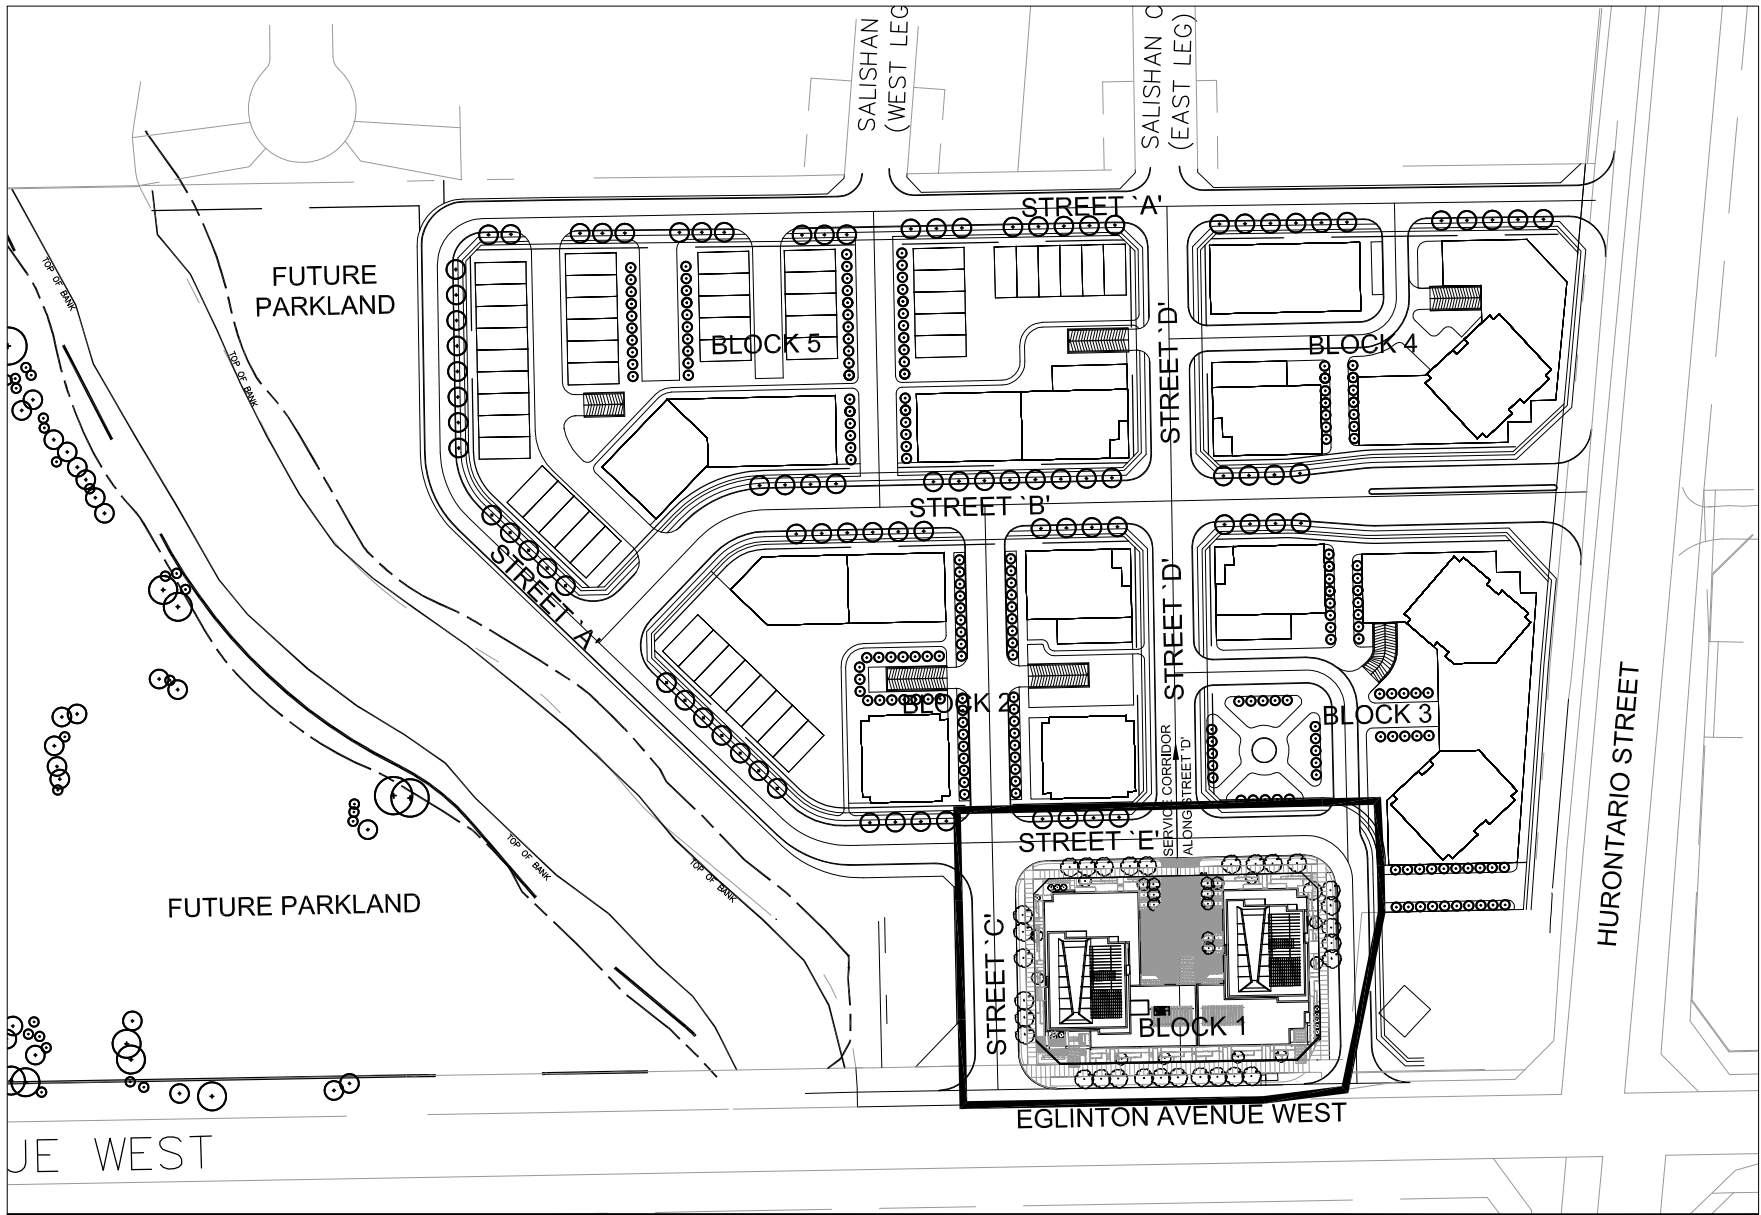 SALISHAN
(WEST LEG
SALISHAN C
(EAST LEG)
STREET `A'
FUTURE
PARKLAND
TOP OF BANK
TOP OF BANK
BLOCK 5
STREET `D'
BLOCK 4
STREET `B'
STREET `A'
STREET `D'
BLOCK 2
BLOCK 3
HURONTARIO STREET
SERVICE CORRIDOR
ALONG STREET 'D'
STREET `E'
TOP OF BANK
TOP OF BANK
FUTURE PARKLAND
STREET `C'
BLOCK 1
EGLINTON AVENUE WEST
UE WEST